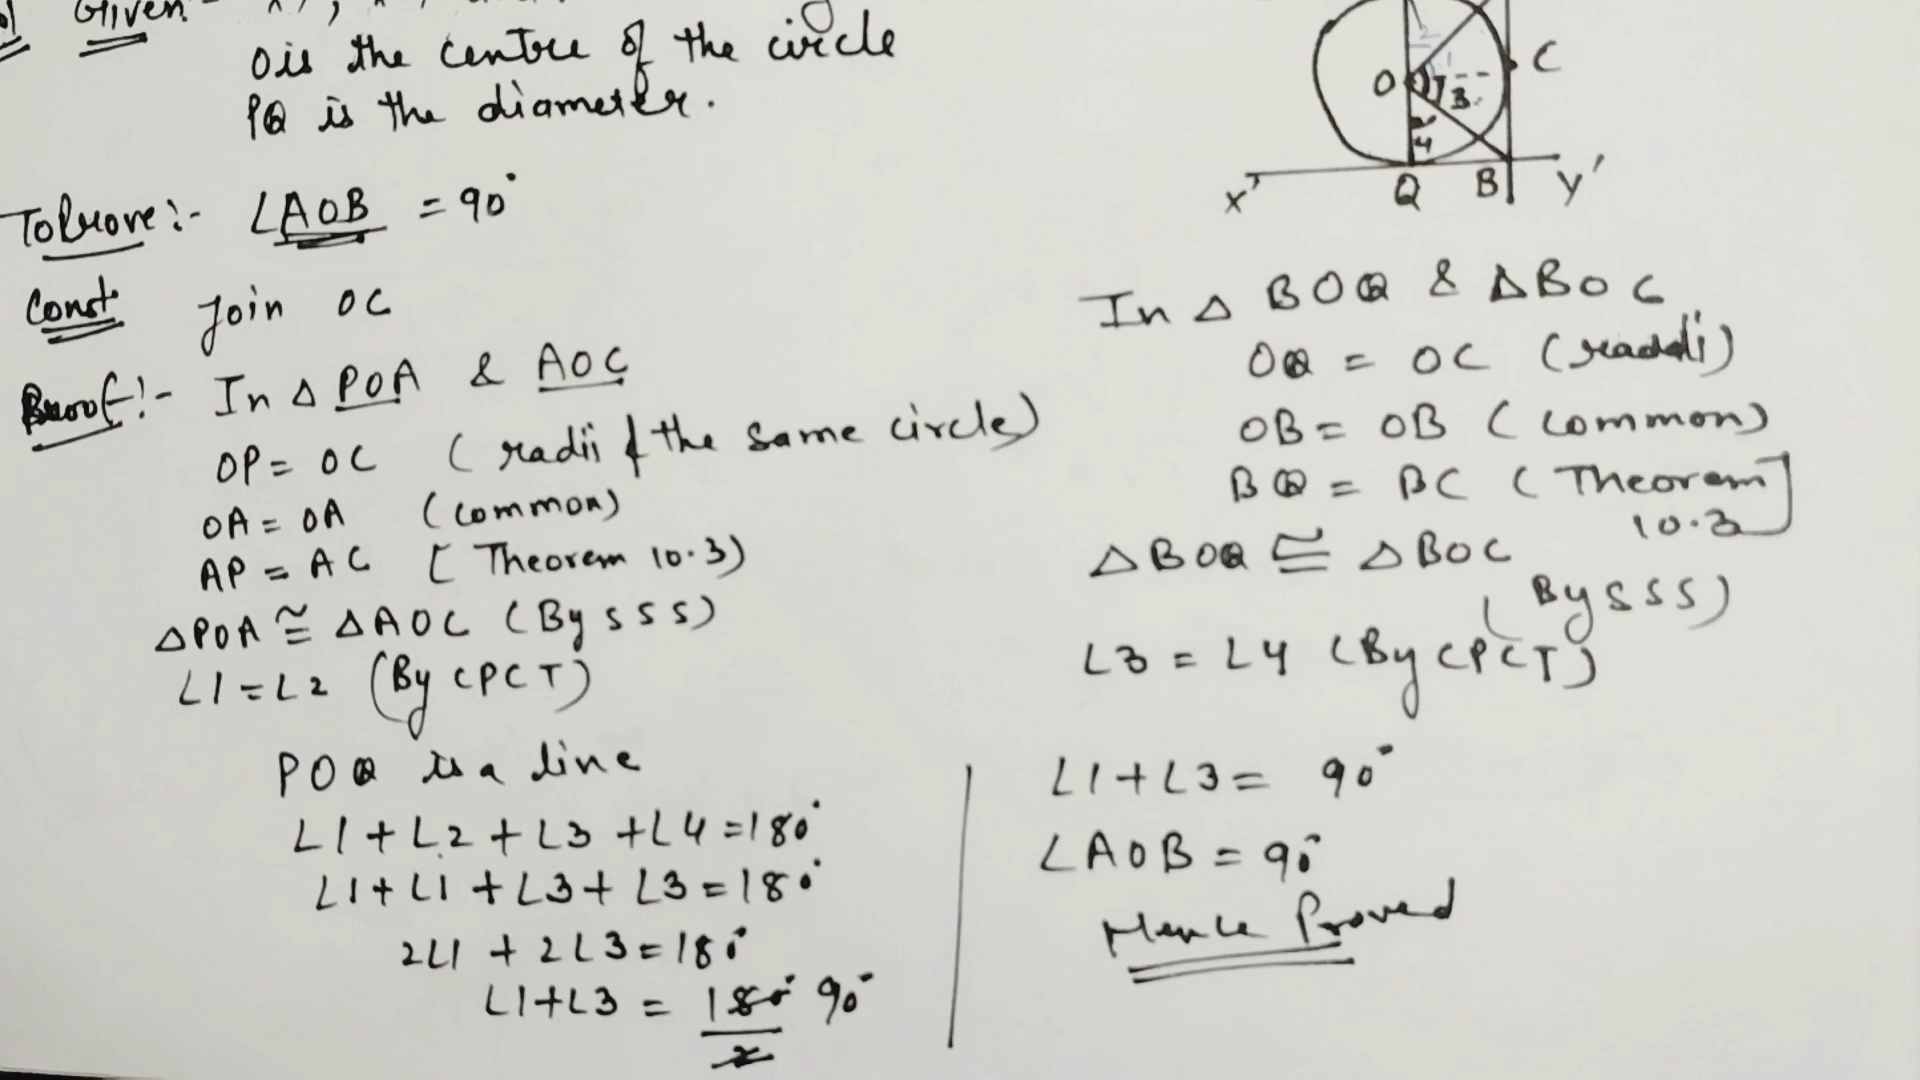 Given:-
O is the centre of the circle
PQ is the diameter.
To Prove:- ∠AOB = 90°
Const Join OC
Proof:- In △ POA & AOC
OP = OC ( radii of the same circle)
OA = OA (common)
AP = AC [ Theorem 10.3)
△POA ≅ △AOC (By SSS)
∠1 = ∠2 (By CPCT)
POQ is a line
∠1 + ∠2 + ∠3 + ∠4 = 180°
∠1 + ∠1 + ∠3 + ∠3 = 180°
2∠1 + 2∠3 = 180°
∠1 + ∠3 = 180° 90°
2
2
1
O
C
3
4
X'
Q
B
Y'
In △ BOQ & △BOC
OQ = OC (raddi)
OB = OB (common)
BQ = BC ( Theorem
10.3]
△BOQ ≅ △BOC
(By SSS)
∠3 = ∠4 (By CPCT)
∠1 + ∠3 = 90°
∠AOB = 90°
Hence Proved